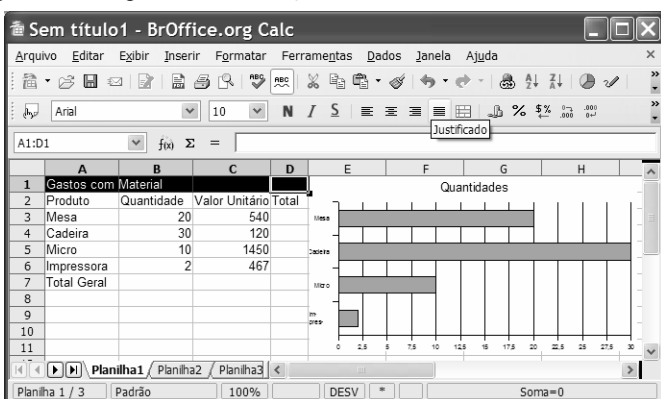 Sem título1 - BrOffice.org Calc
Arquivo Editar Exibir Inserir Formatar Ferramentas Dados Janela Ajuda
ABC
Arial 10 N I S % $%
Justificado
A1:D1 f(x) Σ =
A B C D E F G H
1 Gastos com Material
2 Produto Quantidade Valor Unitário Total
3 Mesa 20 540
4 Cadeira 30 120
5 Micro 10 1450
6 Impressora 2 467
7 Total Geral
8
9
10
11
Quantidades
Mesa
Cadeira
Micro
Im-
pres-
0 2,5 5 7,5 10 12,5 15 17,5 20 22,5 25 27,5 30
Planilha1 Planilha2 Planilha3
Planilha 1 / 3 Padrão 100% DESV * Soma=0